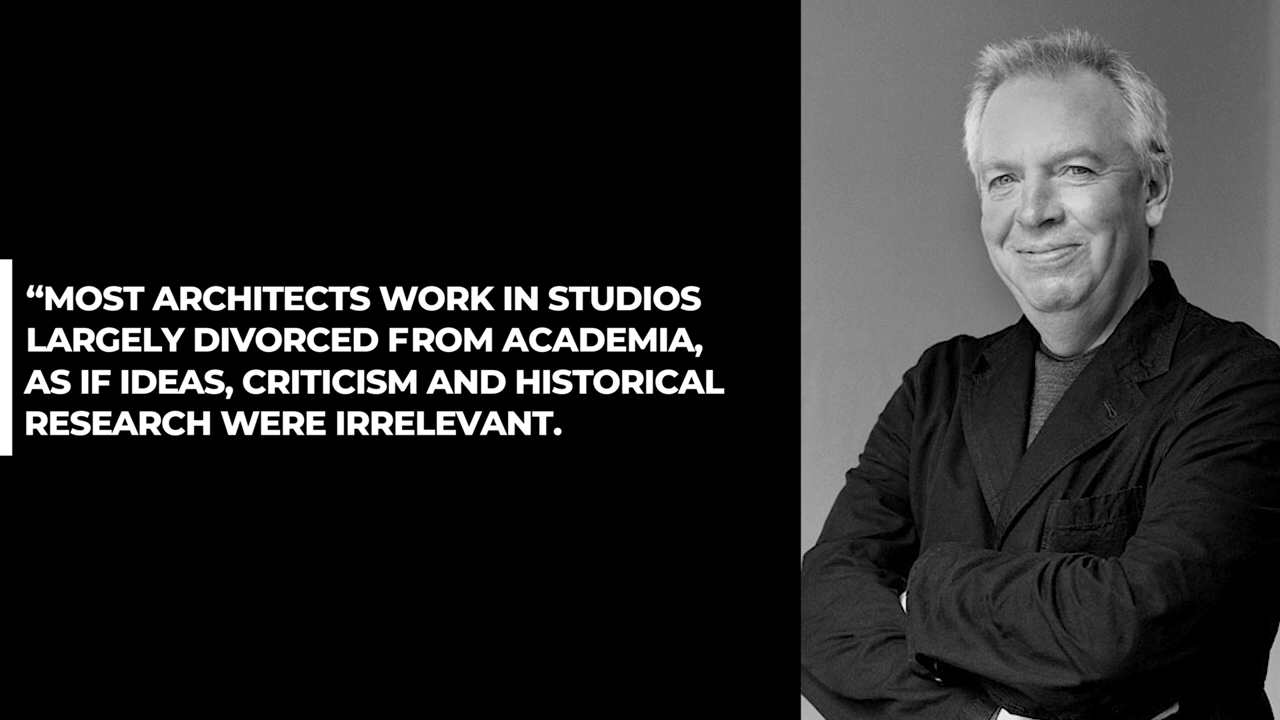 “MOST ARCHITECTS WORK IN STUDIOS
LARGELY DIVORCED FROM ACADEMIA,
AS IF IDEAS, CRITICISM AND HISTORICAL
RESEARCH WERE IRRELEVANT.